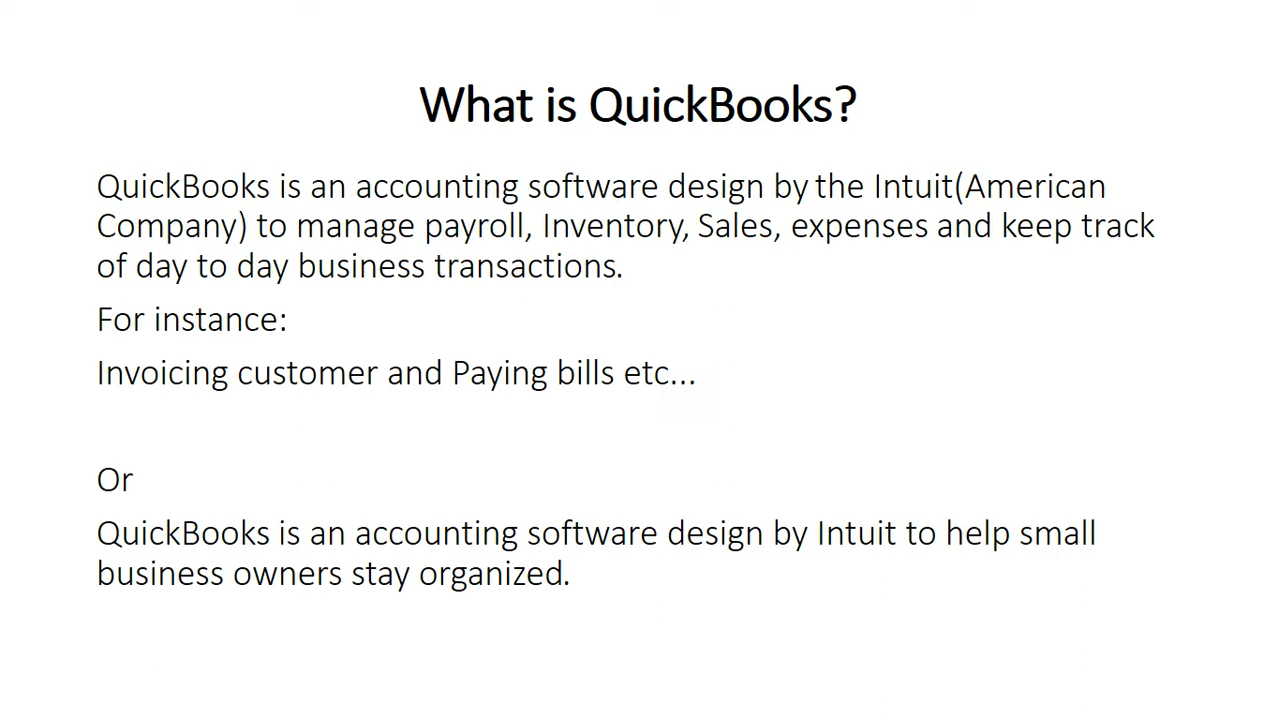 What is QuickBooks?
QuickBooks is an accounting software design by the Intuit(American
Company) to manage payroll, Inventory, Sales, expenses and keep track
of day to day business transactions.
For instance:
Invoicing customer and Paying bills etc...
Or
QuickBooks is an accounting software design by Intuit to help small
business owners stay organized.